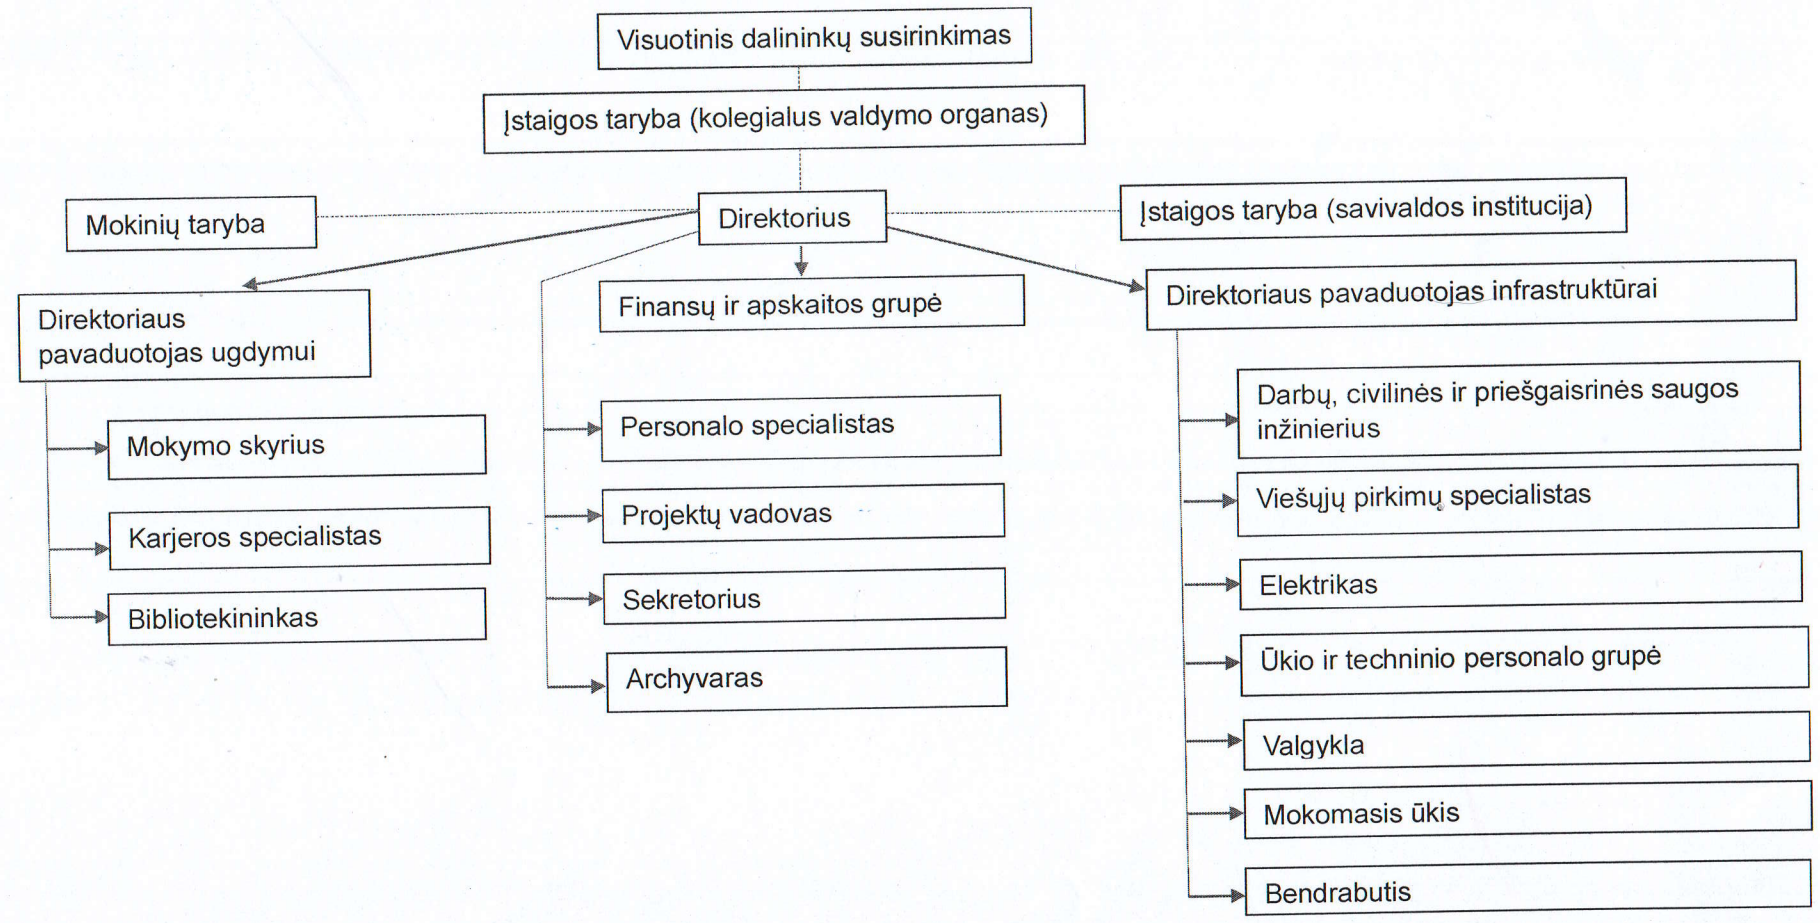 Visuotinis dalininkų susirinkimas
Įstaigos taryba (kolegialus valdymo organas)
Mokinių taryba
Direktorius
Įstaigos taryba (savivaldos institucija)
Direktoriaus
pavaduotojas ugdymui
Mokymo skyrius
Karjeros specialistas
Bibliotekininkas
Finansų ir apskaitos grupė
Personalo specialistas
Projektų vadovas
Sekretorius
Archyvaras
Direktoriaus pavaduotojas infrastruktūrai
Darbų, civilinės ir priešgaisrinės saugos
inžinierius
Viešųjų pirkimų specialistas
Elektrikas
Ūkio ir techninio personalo grupė
Valgykla
Mokomasis ūkis
Bendrabutis